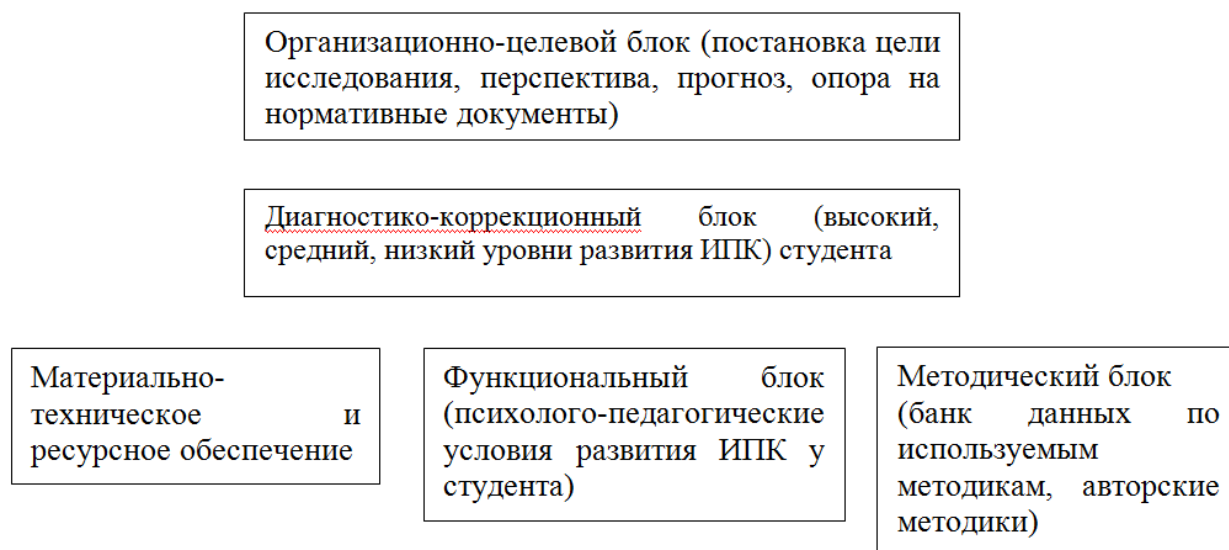 Организационно-целевой блок (постановка цели
исследования, перспектива, прогноз, опора на
нормативные документы)
Диагностико-коррекционный блок (высокий,
средний, низкий уровни развития ИПК) студента
Материально-
техническое и
ресурсное обеспечение
Функциональный блок
(психолого-педагогические
условия развития ИПК у
студента)
Методический блок
(банк данных по
используемым
методикам, авторские
методики)